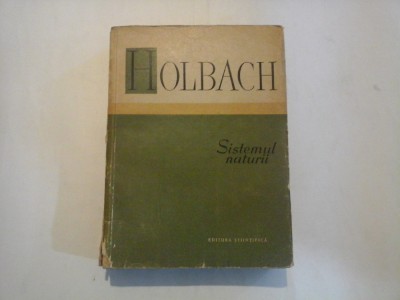 HOLBACH
Sistemul
naturii
EDITURA ȘTIINȚIFICĂ